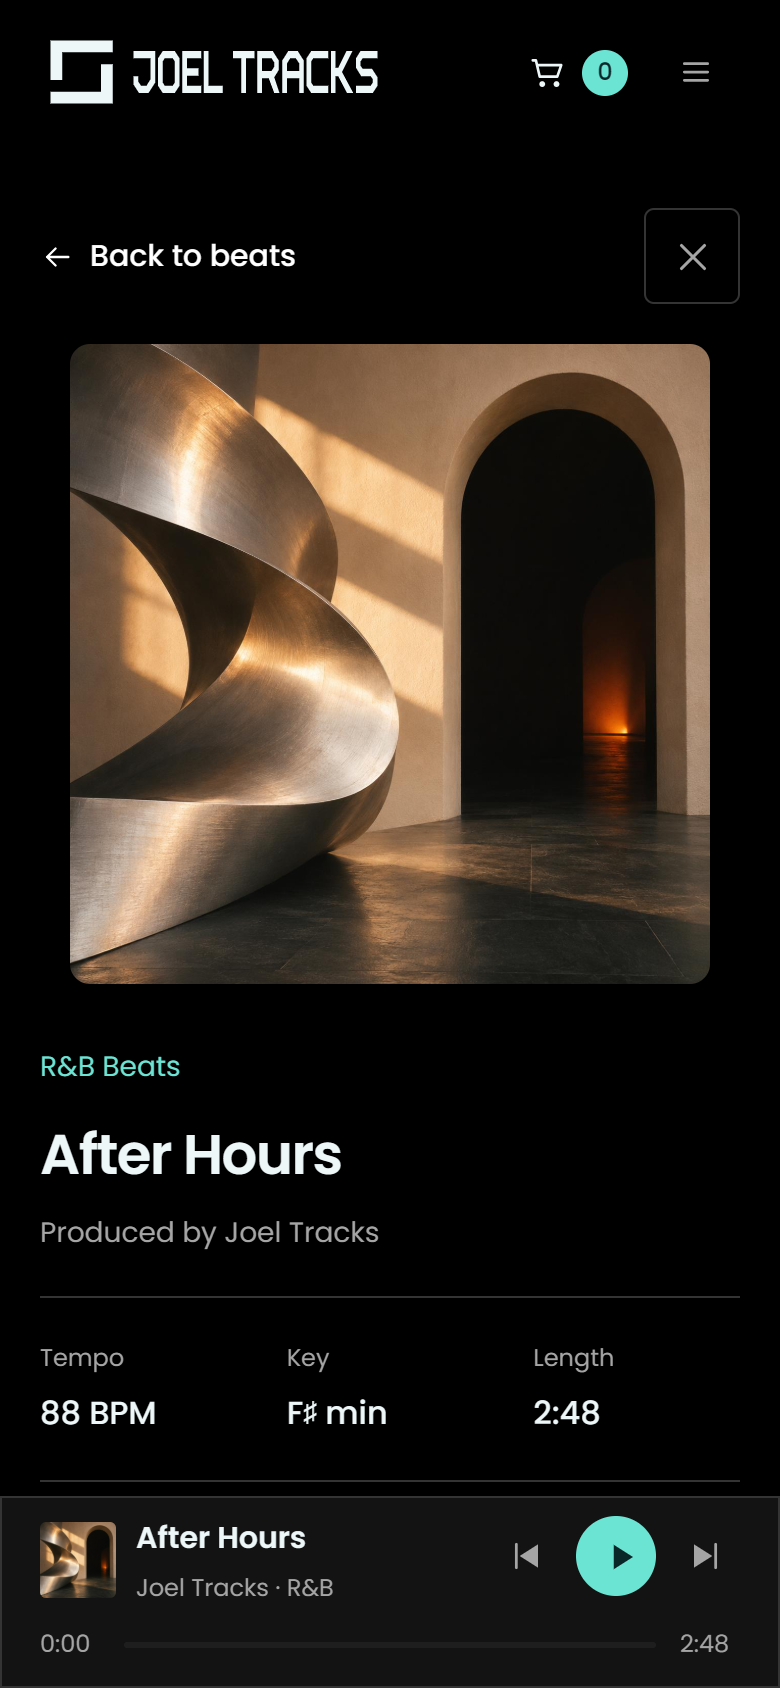 JOEL TRACKS
0
Back to beats
R&B Beats
After Hours
Produced by Joel Tracks
Tempo Key Length
88 BPM F♯ min 2:48
After Hours
Joel Tracks · R&B
0:00 2:48